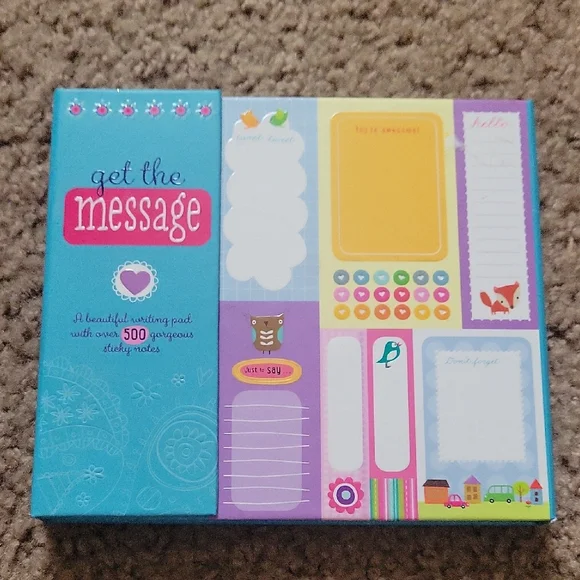 get the
message
A beautiful writing pad
with over 500 gorgeous
sticky notes
You're awesome!
hello
Just to say...
Don't forget